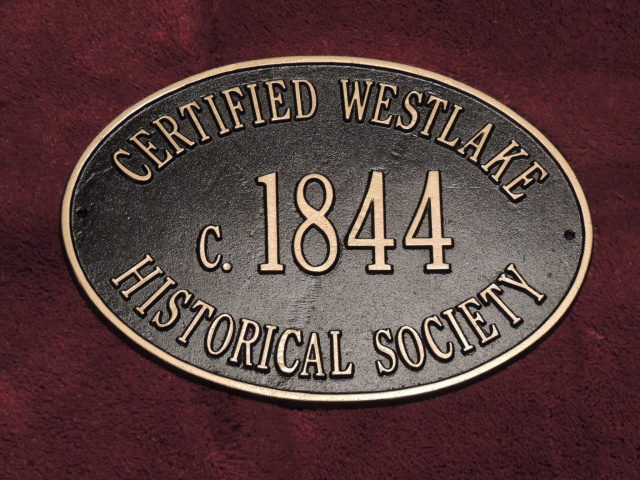 CERTIFIED WESTLAKE
C. 1844
HISTORICAL SOCIETY